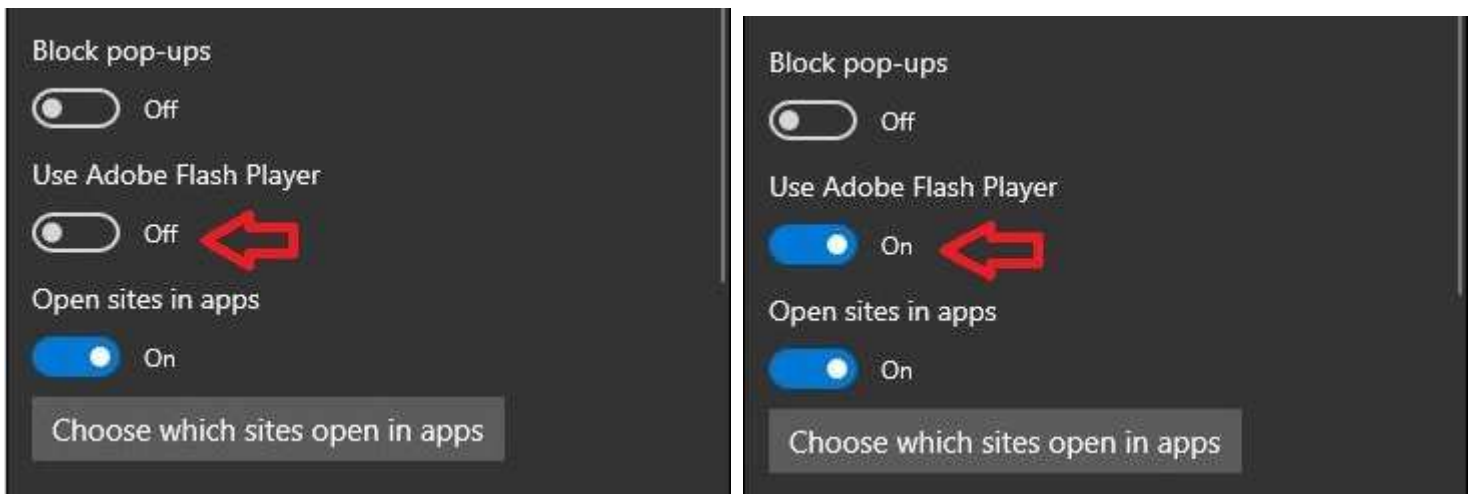 Block pop-ups
Off
Use Adobe Flash Player
Off
Open sites in apps
On
Choose which sites open in apps
Block pop-ups
Off
Use Adobe Flash Player
On
Open sites in apps
On
Choose which sites open in apps